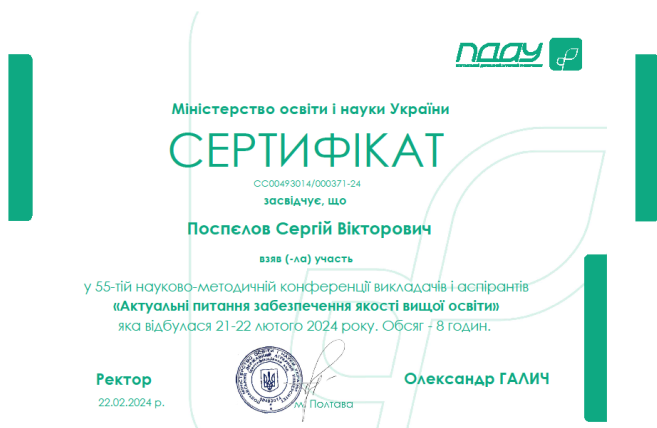 ПДАУ
Міністерство освіти і науки України
СЕРТИФІКАТ
СС00493014/000371-24
засвідчує, що
Поспєлов Сергій Вікторович
взяв (-ла) участь
у 55-тій науково-методичній конференції викладачів і аспірантів
«Актуальні питання забезпечення якості вищої освіти»
яка відбулася 21-22 лютого 2024 року. Обсяг - 8 годин.
Ректор
Олександр ГАЛИЧ
22.02.2024 р.
м. Полтава